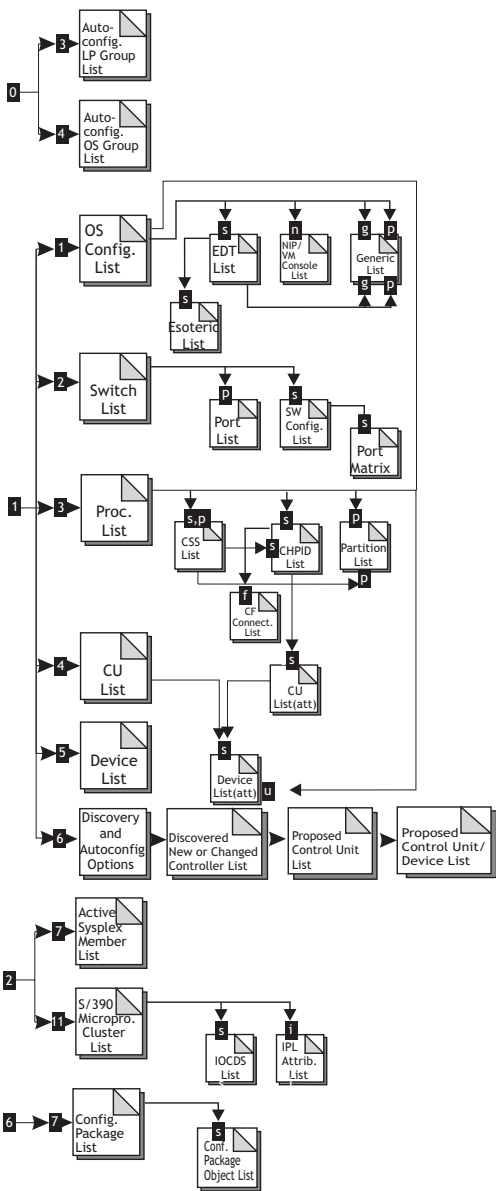 3
Auto-
config.
LP Group
List
0
4
Auto-
config.
OS Group
List
1
OS
Config.
List
s
EDT
List
n
NIP/
VM
Console
List
g p
Generic
List
g p
s
Esoteric
List
2
Switch
List
p
Port
List
s
SW
Config.
List
s
Port
Matrix
1
3
Proc.
List
s,p
CSS
List
s
s
CHPID
List
p
Partition
List
p
f
CF
Connect.
List
4
CU
List
s
CU
List(att)
5
Device
List
s
Device
List(att)
u
6
Discovery
and
Autoconfig
Options
Discovered
New or Changed
Controller List
Proposed
Control Unit
List
Proposed
Control Unit/
Device List
2
7
Active
Sysplex
Member
List
11
S/390
Micropro.
Cluster
List
s
IOCDS
List
i
IPL
Attrib.
List
6
7
Config.
Package
List
s
Conf.
Package
Object List